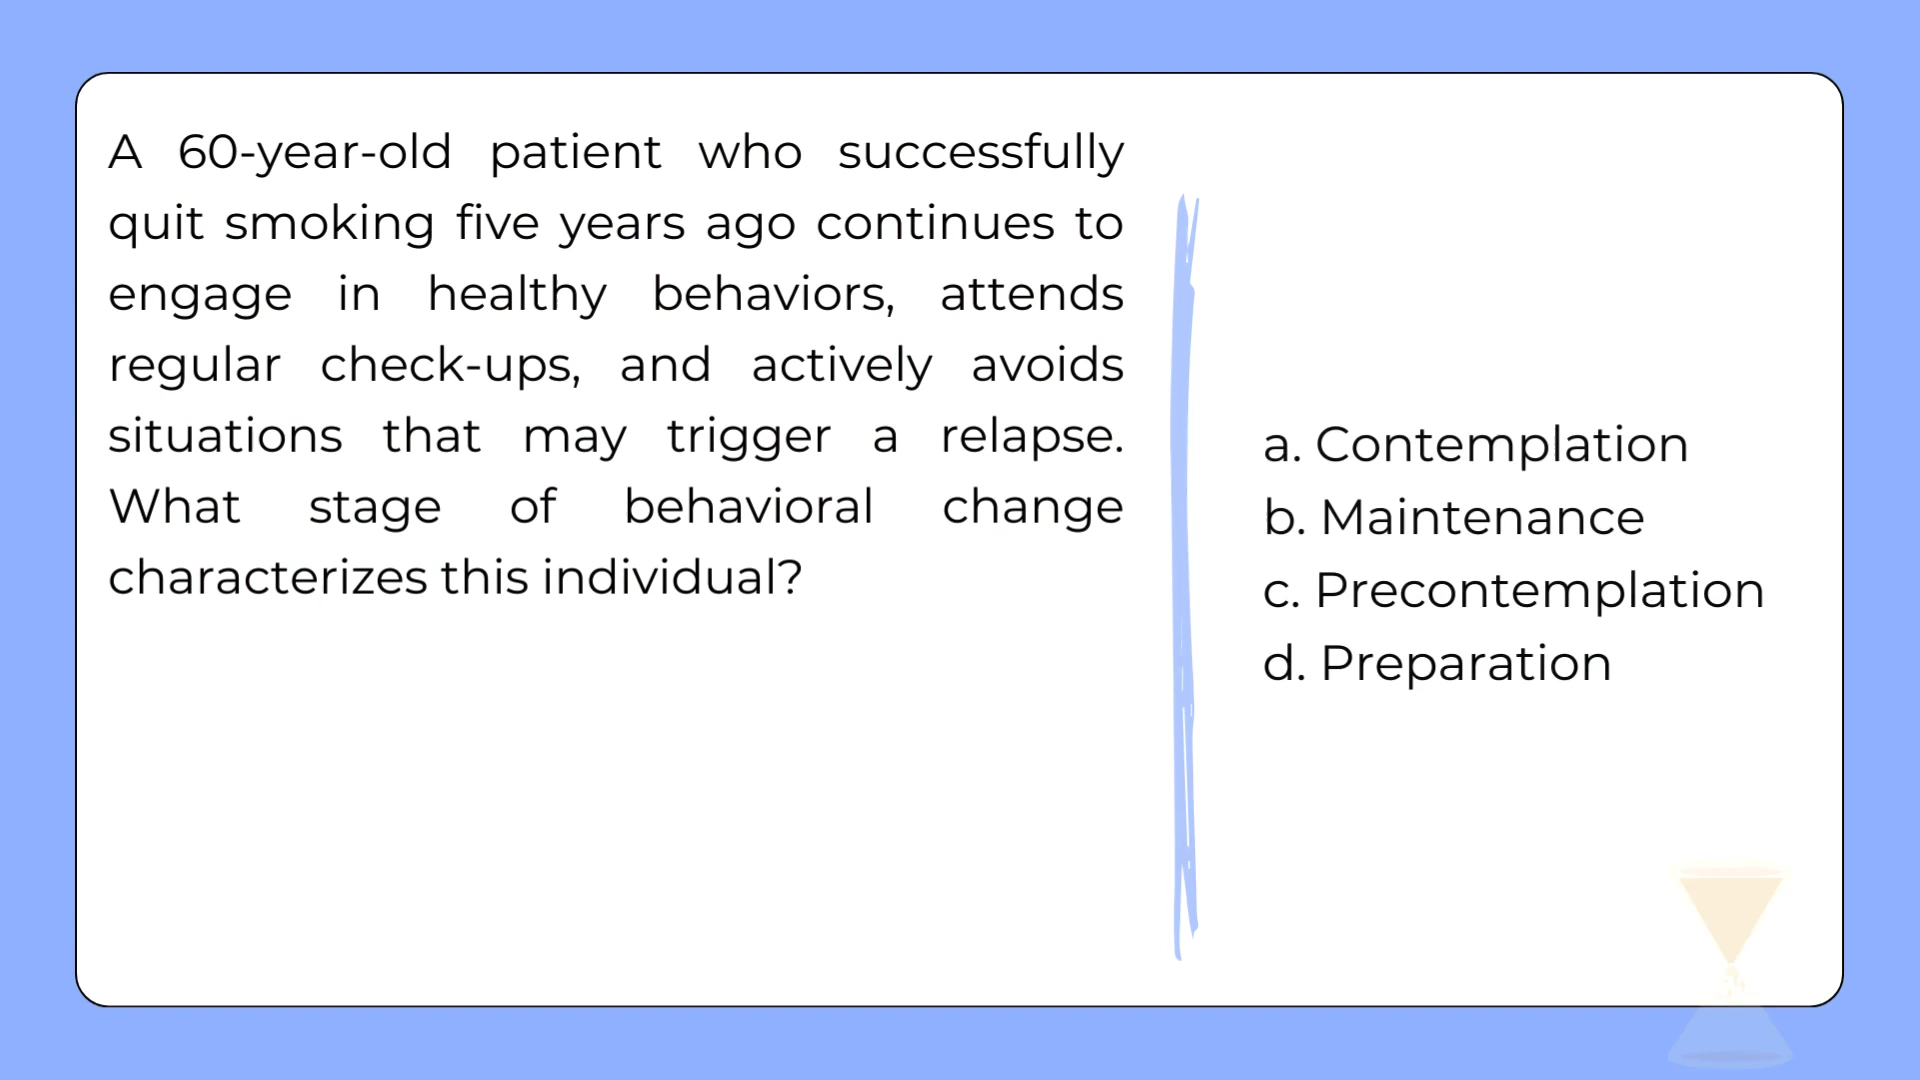 A 60-year-old patient who successfully
quit smoking five years ago continues to
engage in healthy behaviors, attends
regular check-ups, and actively avoids
situations that may trigger a relapse.
What stage of behavioral change
characterizes this individual?
a. Contemplation
b. Maintenance
c. Precontemplation
d. Preparation